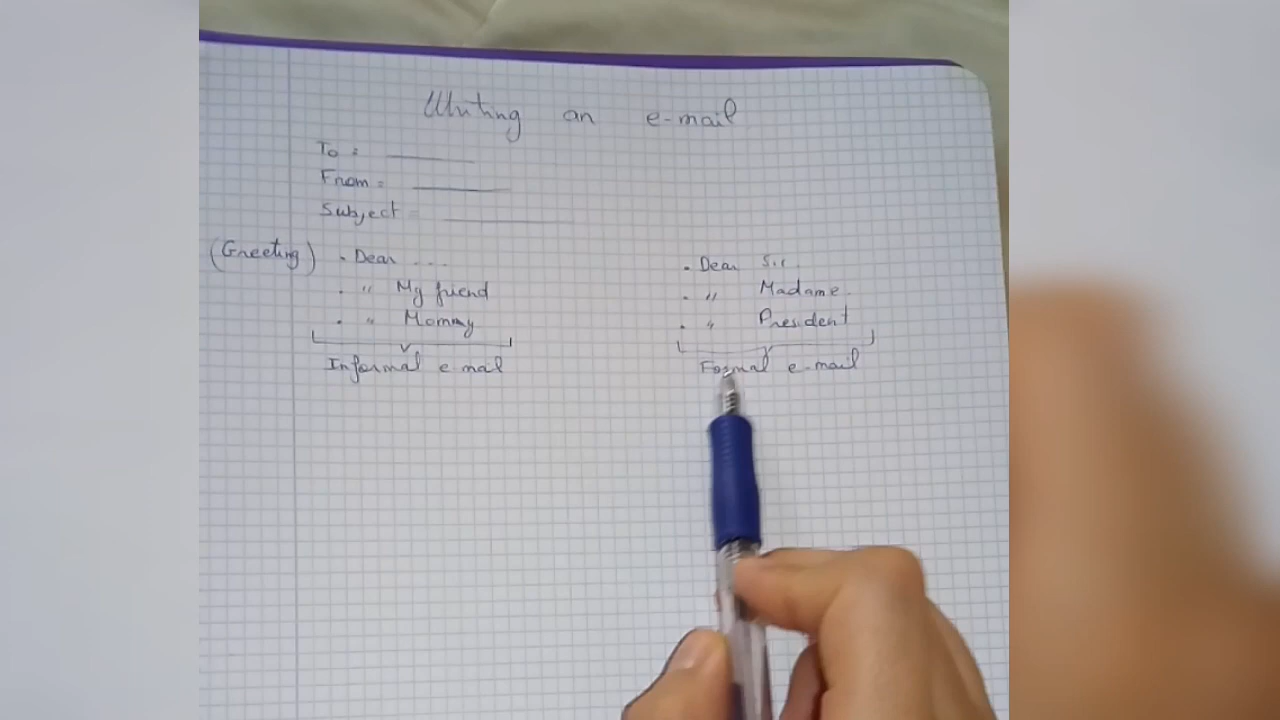 Writing an e-mail
To :
From :
Subject :
(Greeting) . Dear ... . Dear Sir.
. " My friend . " Madame.
. " Mommy . " President
Informal e-mail Formal e-mail